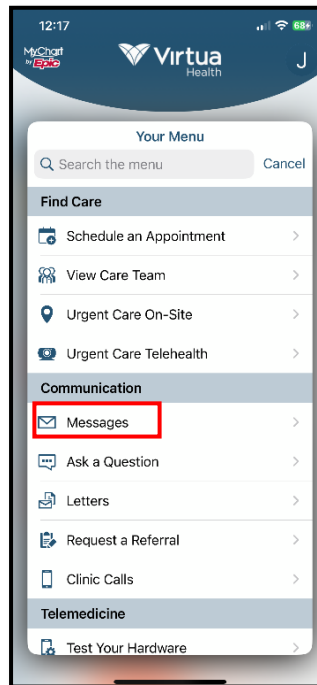 12:17
68
MyChart
by Epic
Virtua
Health
J
Your Menu
Search the menu
Cancel
Find Care
Schedule an Appointment
View Care Team
Urgent Care On-Site
Urgent Care Telehealth
Communication
Messages
Ask a Question
Letters
Request a Referral
Clinic Calls
Telemedicine
Test Your Hardware